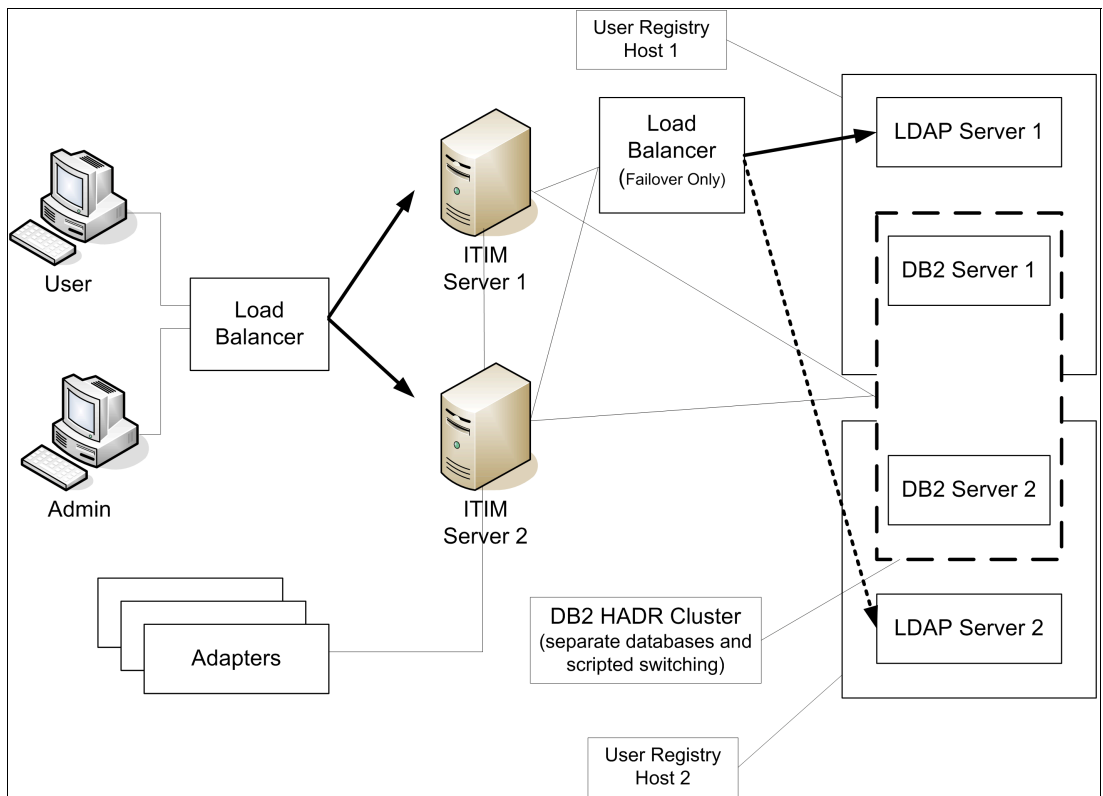 User Registry
Host 1
Load
Balancer
(Failover Only)
LDAP Server 1
User
ITIM
Server 1
DB2 Server 1
Load
Balancer
Admin
ITIM
Server 2
DB2 Server 2
Adapters
DB2 HADR Cluster
(separate databases and
scripted switching)
LDAP Server 2
User Registry
Host 2